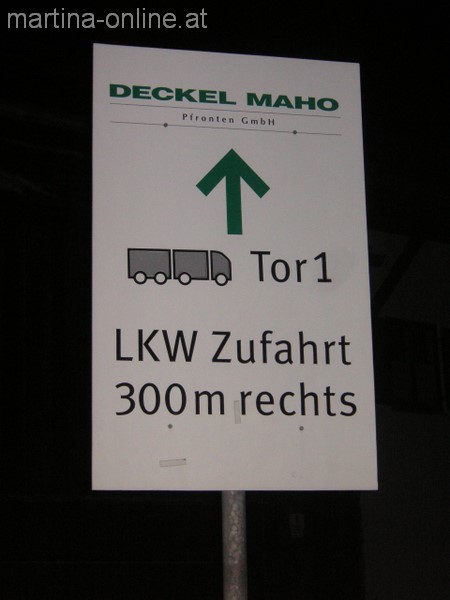 martina-online.at
DECKEL MAHO
Pfronten GmbH
Tor 1
LKW Zufahrt
300m rechts